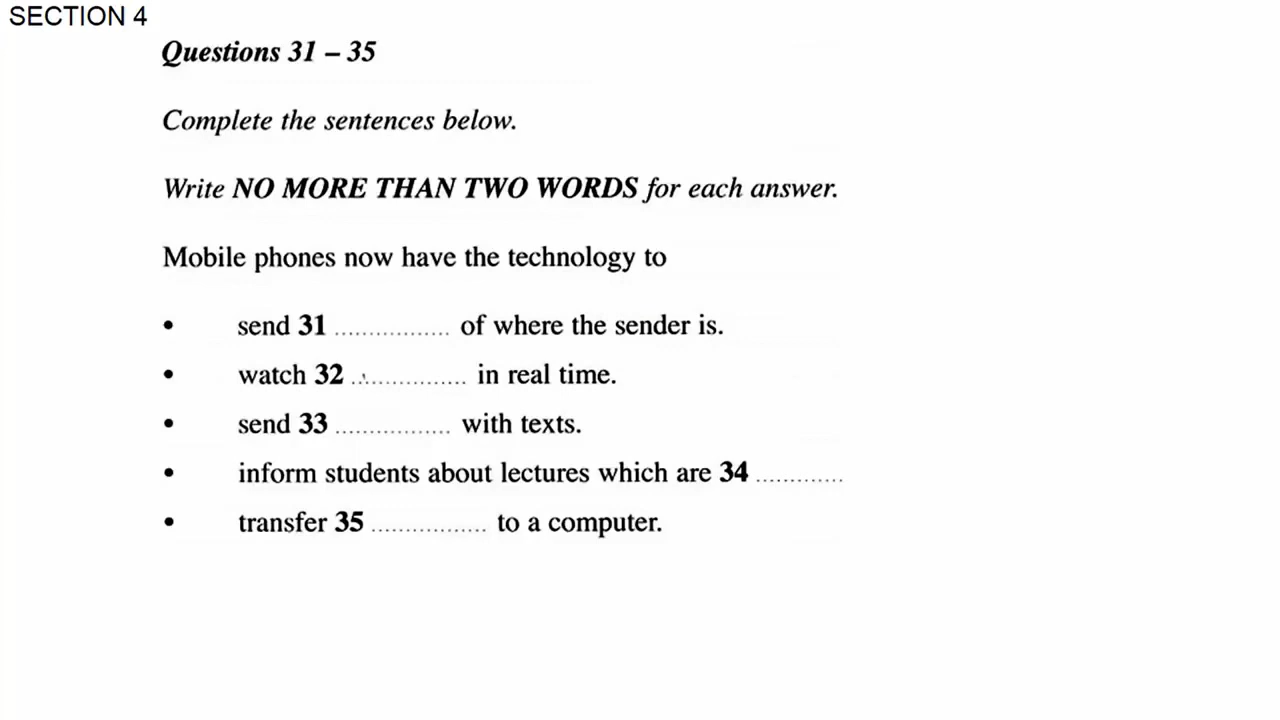 SECTION 4
Questions 31 – 35
Complete the sentences below.
Write NO MORE THAN TWO WORDS for each answer.
Mobile phones now have the technology to
• send 31 ................. of where the sender is.
• watch 32 ................. in real time.
• send 33 ................. with texts.
• inform students about lectures which are 34 .............
• transfer 35 ................. to a computer.